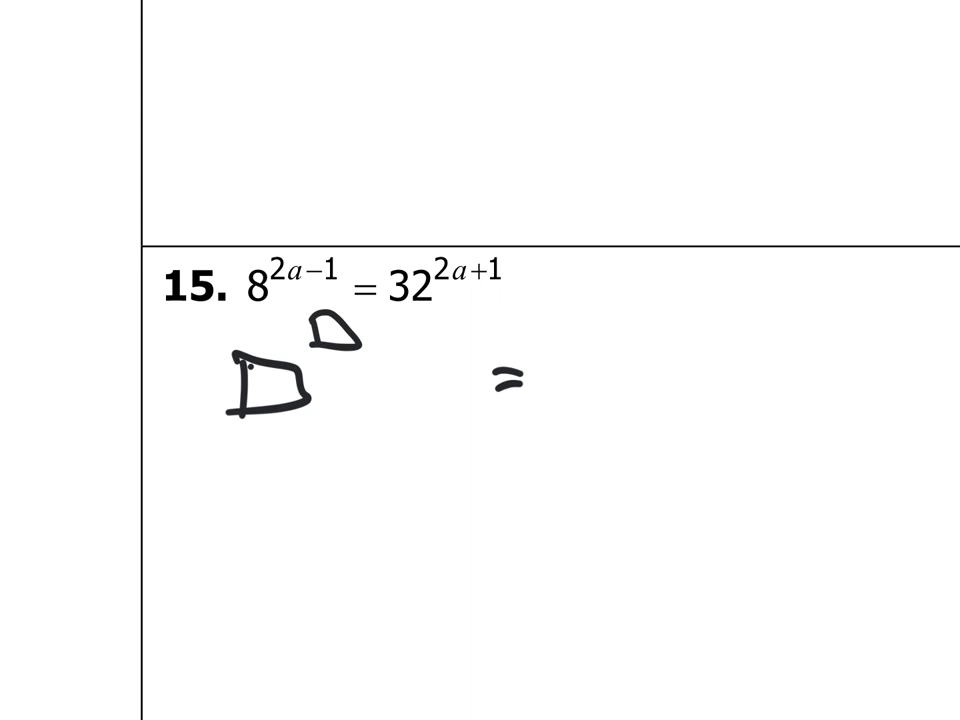 15. 8^{2a−1} = 32^{2a+1}
=